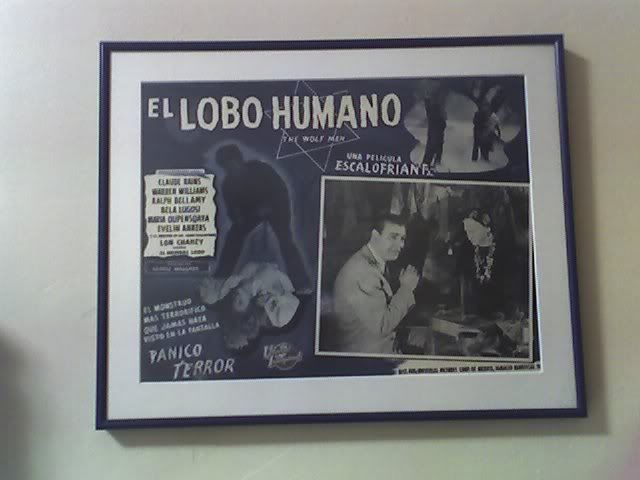 EL LOBO HUMANO
THE WOLF MAN
UNA PELICULA
ESCALOFRIANTE
CLAUDE RAINS
WARREN WILLIAMS
RALPH BELLAMY
BELA LUGOSI
MARIA OUPENSKAYA
EVELIN ANKERS
LON CHANEY
EL MONSTRUO
MAS TERRORIFICO
QUE JAMAS HAYA
VISTO EN LA PANTALLA
PANICO
TERROR